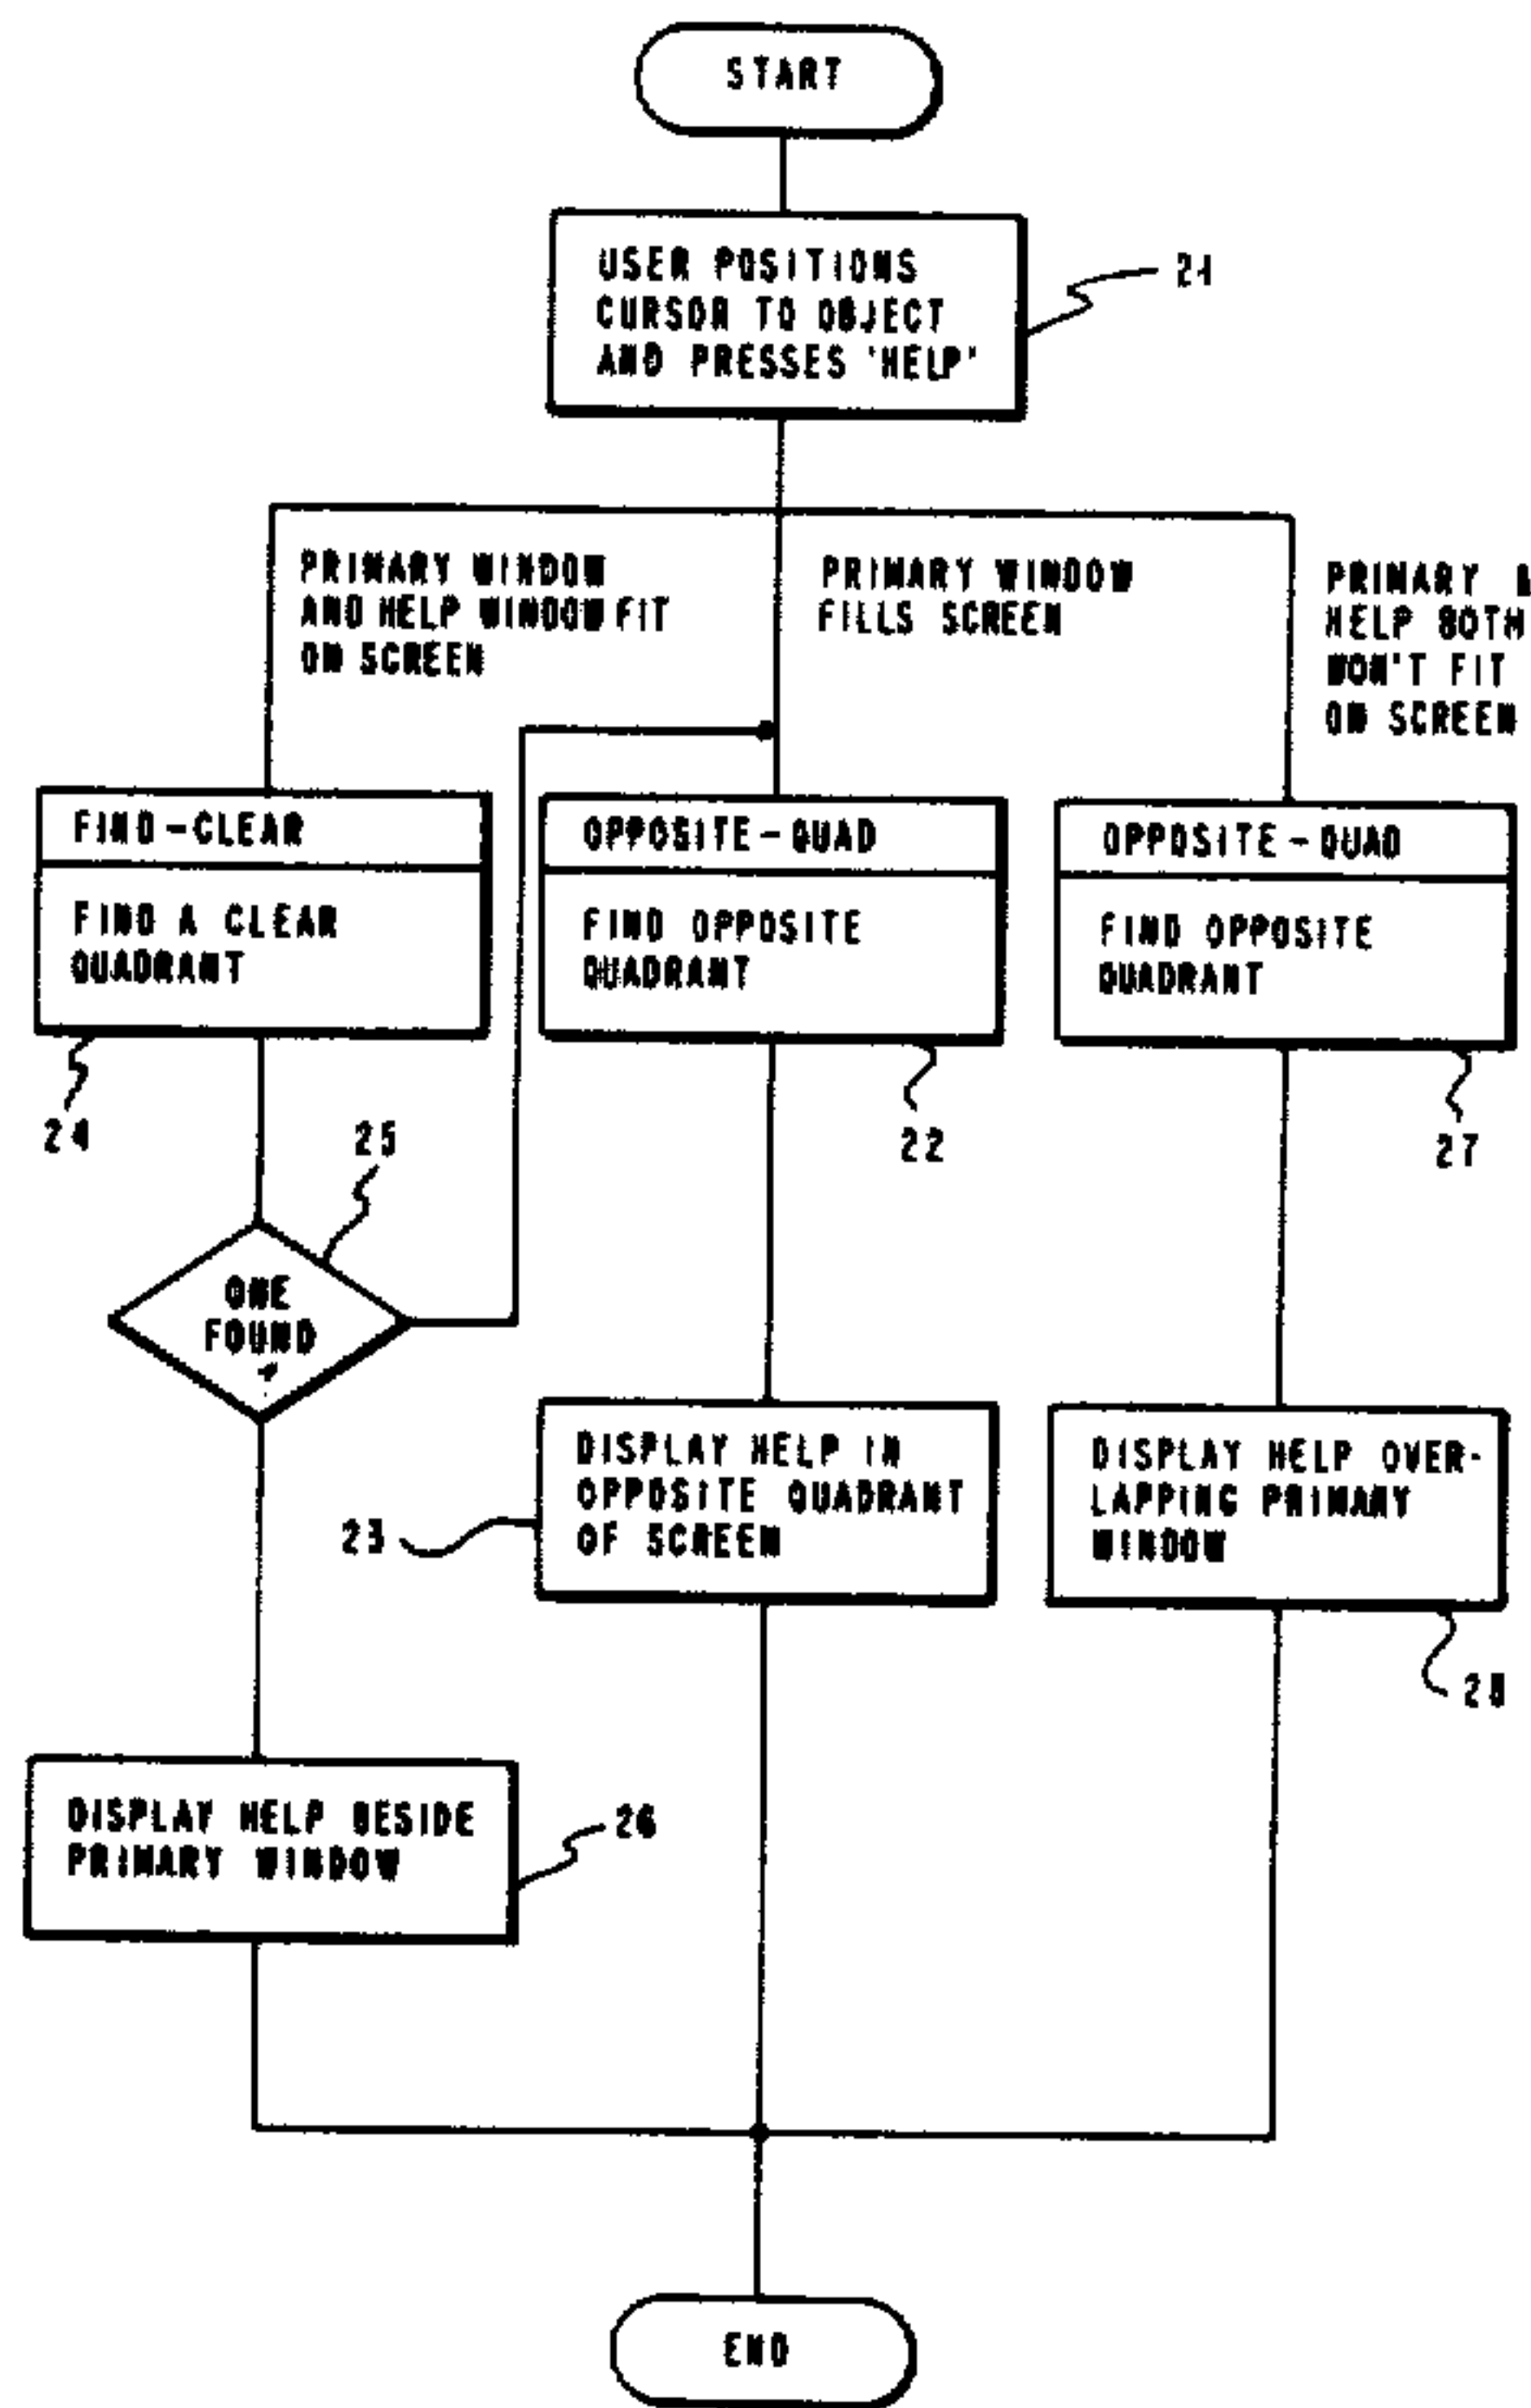 START
USER POSITIONS
CURSOR TO OBJECT
AND PRESSES 'HELP'
21
PRIMARY WINDOW
AND HELP WINDOW FIT
ON SCREEN
PRIMARY WINDOW
FILLS SCREEN
PRIMARY
HELP BOTH
WON'T FIT
ON SCREEN
FIND-CLEAR
FIND A CLEAR
QUADRANT
24
OPPOSITE-QUAD
FIND OPPOSITE
QUADRANT
22
OPPOSITE-QUAD
FIND OPPOSITE
QUADRANT
27
25
ONE
FOUND
?
DISPLAY HELP IN
OPPOSITE QUADRANT
OF SCREEN
23
DISPLAY HELP OVER-
LAPPING PRIMARY
WINDOW
28
DISPLAY HELP BESIDE
PRIMARY WINDOW
26
END